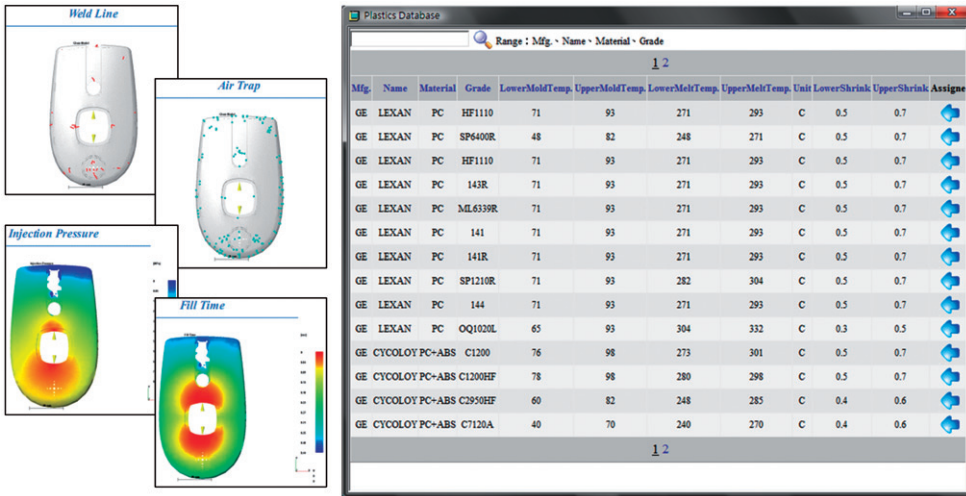 Weld Line
Air Trap
Injection Pressure
Fill Time
Plastics Database
Range：Mfg.、Name、Material、Grade
1 2
Mfg. Name Material Grade LowerMoldTemp. UpperMoldTemp. LowerMeltTemp. UpperMeltTemp. Unit LowerShrink UpperShrink Assigne
GE LEXAN PC HF1110 71 93 271 293 C 0.5 0.7
GE LEXAN PC SP6400R 48 82 248 271 C 0.5 0.7
GE LEXAN PC HF1110 71 93 271 293 C 0.5 0.7
GE LEXAN PC 143R 71 93 271 293 C 0.5 0.7
GE LEXAN PC ML6339R 71 93 271 293 C 0.5 0.7
GE LEXAN PC 141 71 93 271 293 C 0.5 0.7
GE LEXAN PC 141R 71 93 271 293 C 0.5 0.7
GE LEXAN PC SP1210R 71 93 282 304 C 0.5 0.7
GE LEXAN PC 144 71 93 271 293 C 0.5 0.7
GE LEXAN PC OQ1020L 65 93 304 332 C 0.3 0.5
GE CYCOLOY PC+ABS C1200 76 98 273 301 C 0.5 0.7
GE CYCOLOY PC+ABS C1200HF 78 98 280 298 C 0.5 0.7
GE CYCOLOY PC+ABS C2950HF 60 82 248 285 C 0.4 0.6
GE CYCOLOY PC+ABS C7120A 40 70 240 270 C 0.4 0.6
1 2